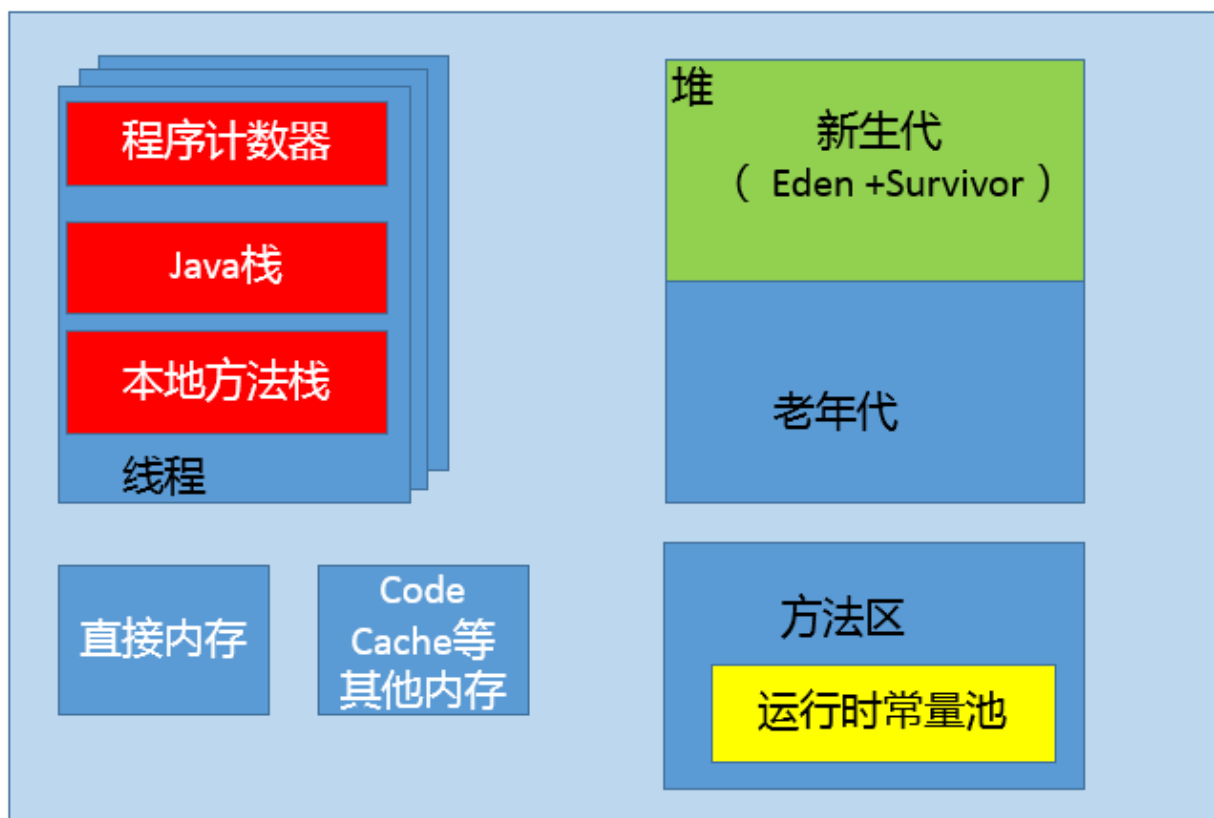 程序计数器
Java栈
本地方法栈
线程
堆
新生代
（ Eden +Survivor ）
老年代
直接内存
Code
Cache等
其他内存
方法区
运行时常量池